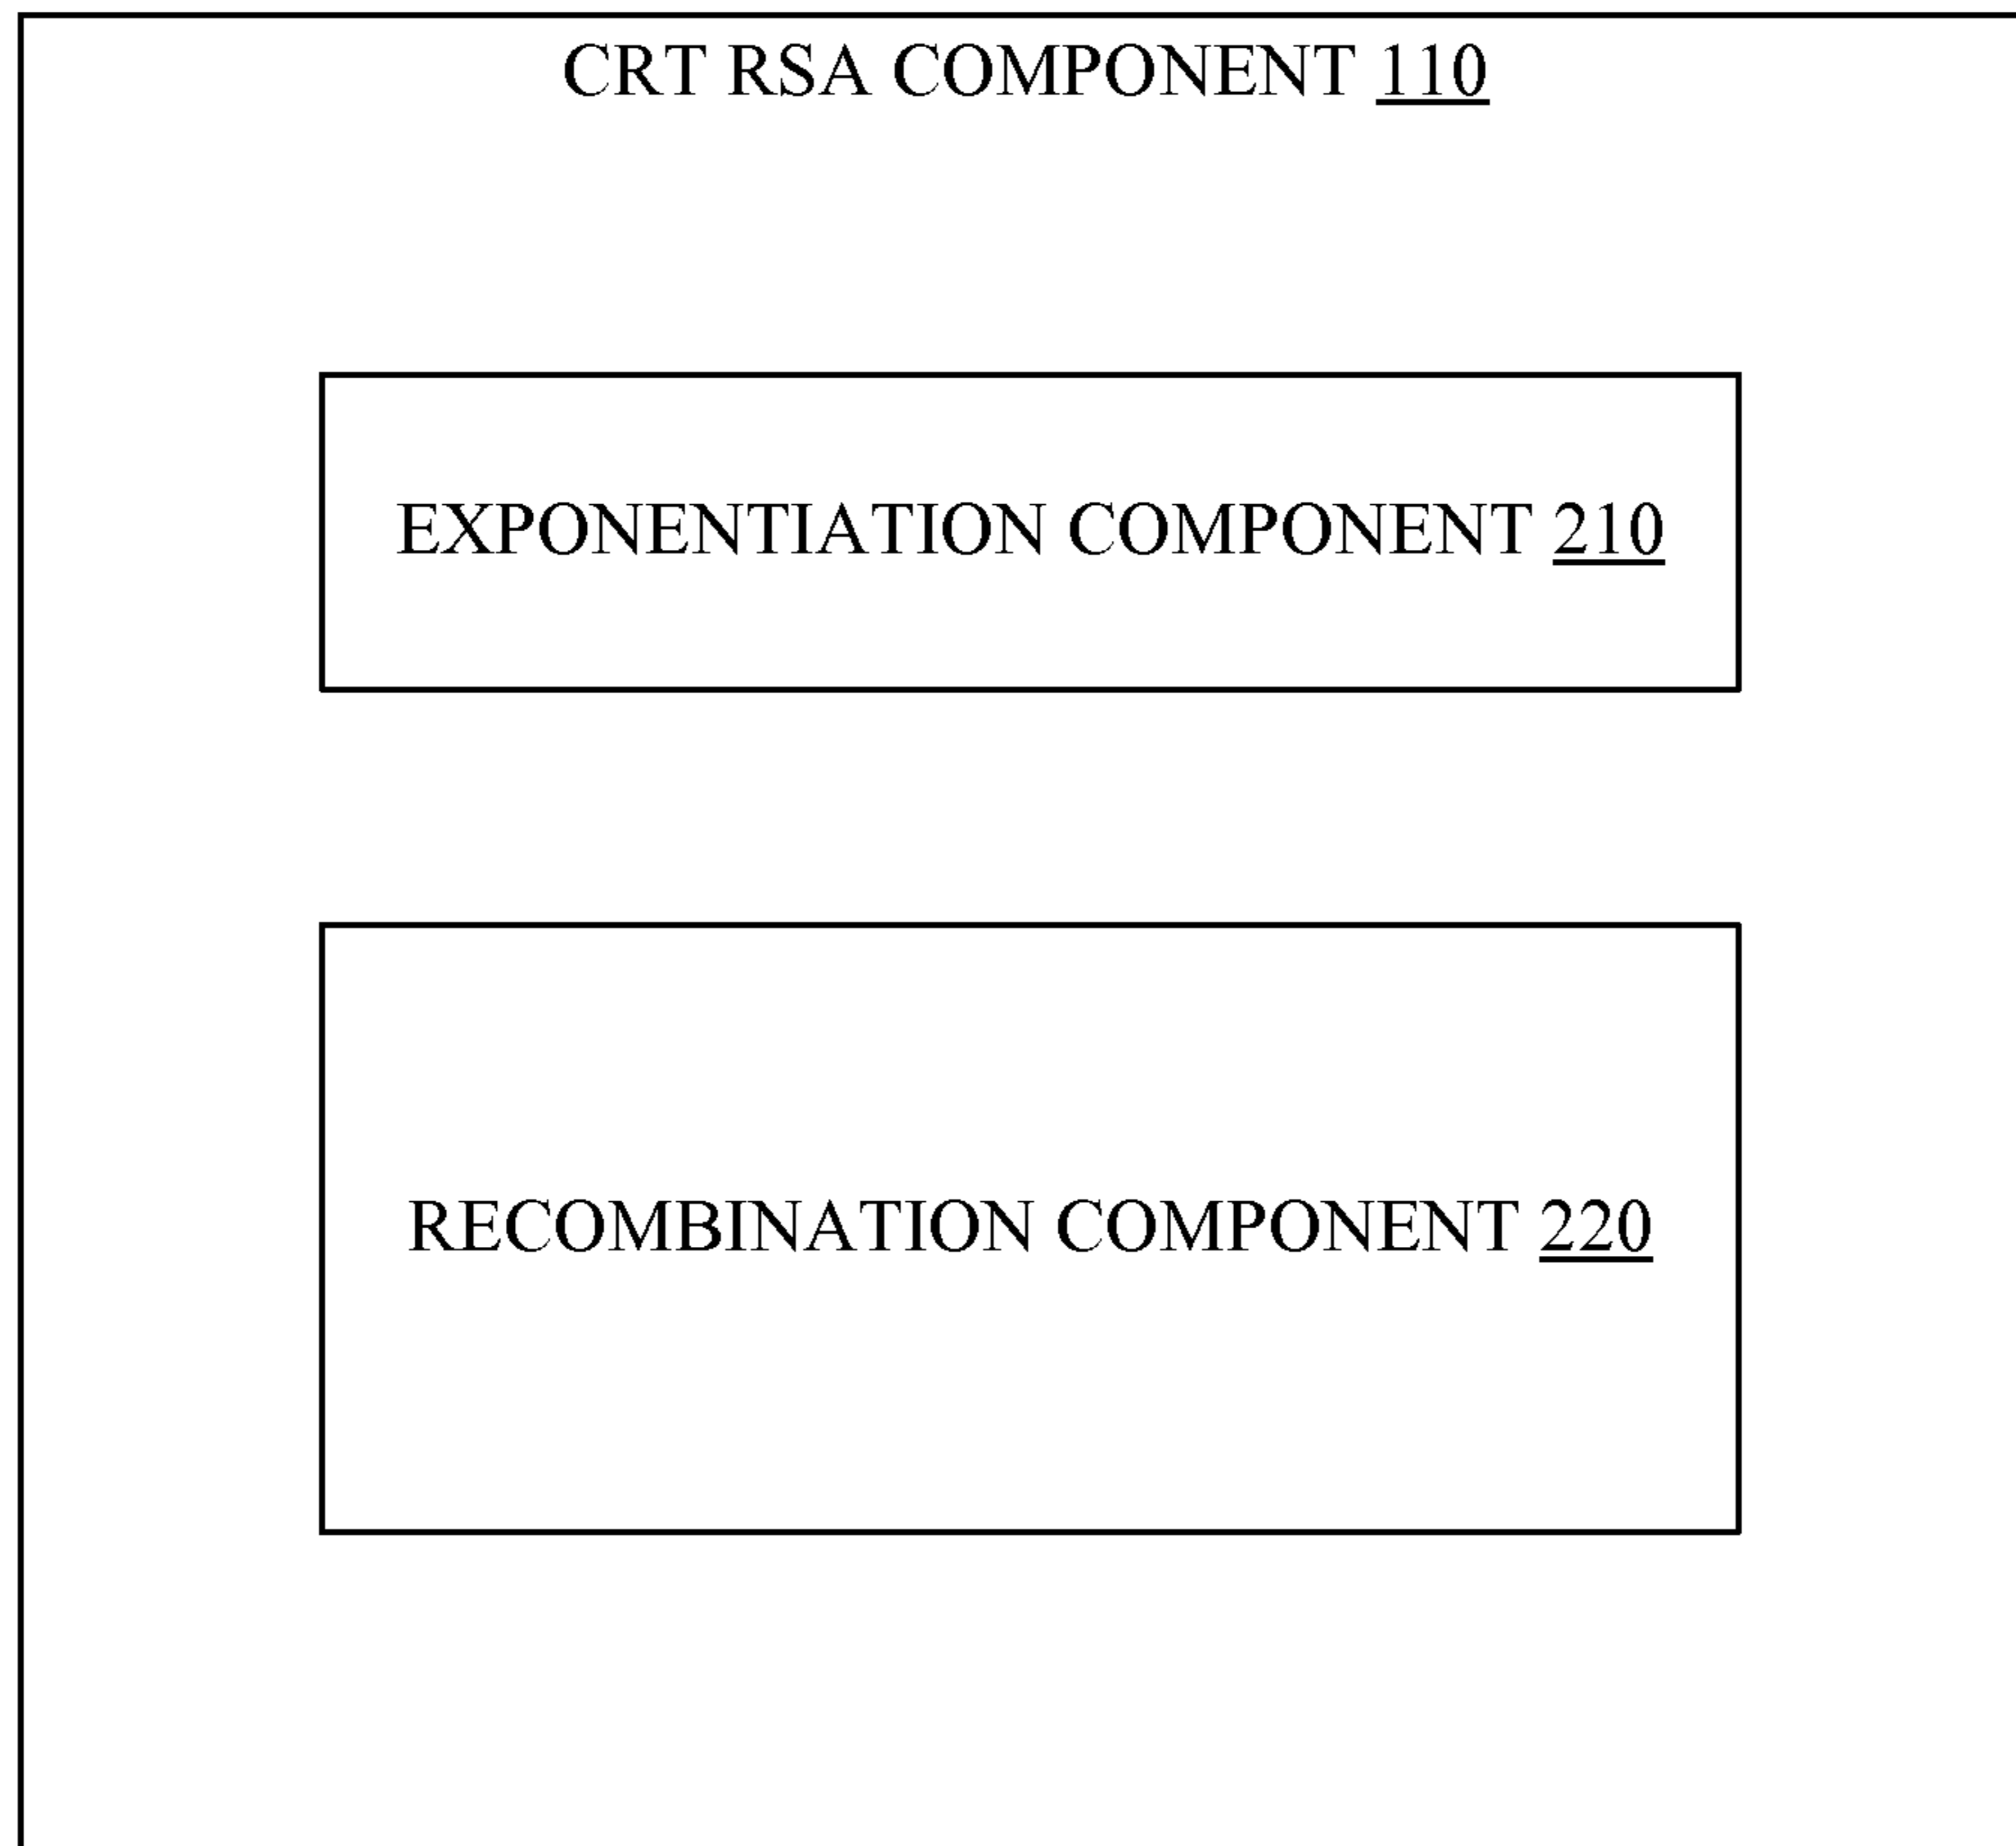 CRT RSA COMPONENT 110
EXPONENTIATION COMPONENT 210
RECOMBINATION COMPONENT 220